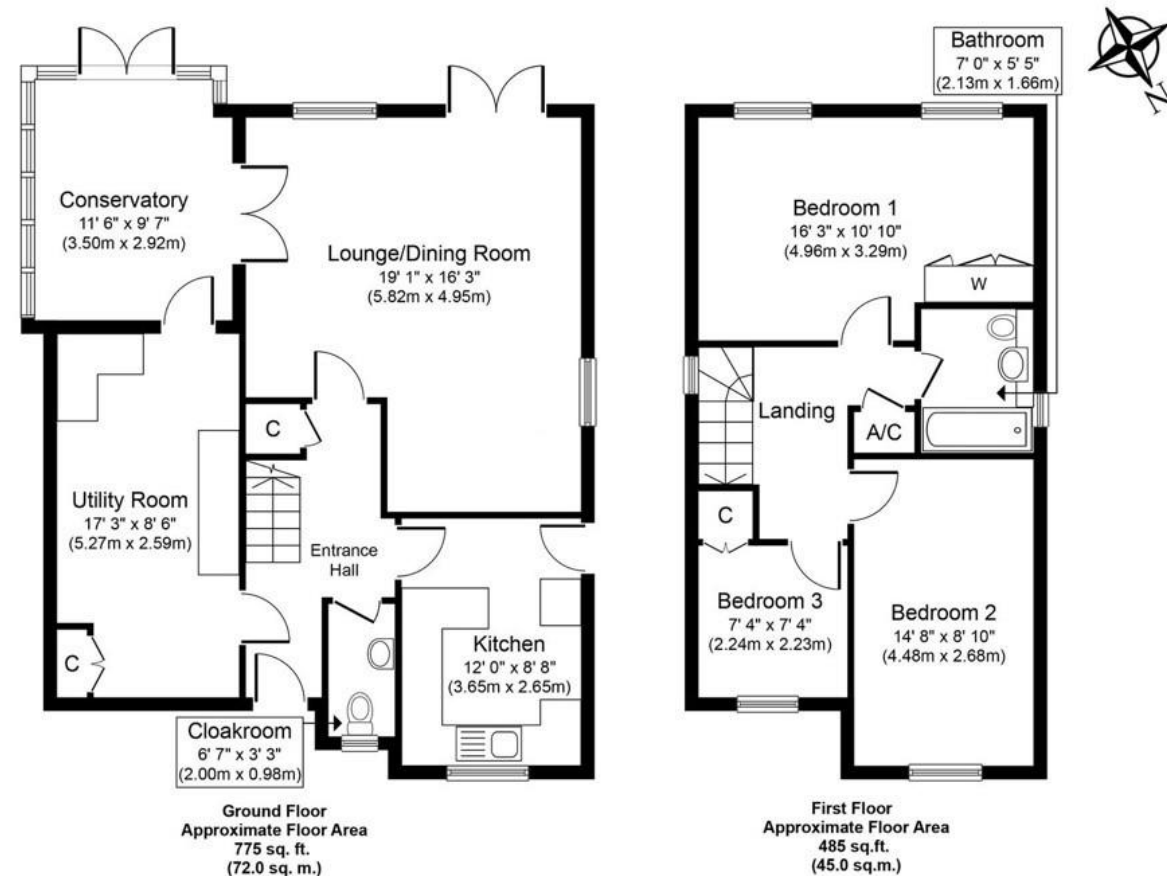 Conservatory
11' 6" x 9' 7"
(3.50m x 2.92m)
Lounge/Dining Room
19' 1" x 16' 3"
(5.82m x 4.95m)
C
Utility Room
17' 3" x 8' 6"
(5.27m x 2.59m)
Entrance
Hall
C
Kitchen
12' 0" x 8' 8"
(3.65m x 2.65m)
Cloakroom
6' 7" x 3' 3"
(2.00m x 0.98m)
Ground Floor
Approximate Floor Area
775 sq. ft.
(72.0 sq. m.)
Bathroom
7' 0" x 5' 5"
(2.13m x 1.66m)
N
Bedroom 1
16' 3" x 10' 10"
(4.96m x 3.29m)
W
Landing
A/C
C
Bedroom 3
7' 4" x 7' 4"
(2.24m x 2.23m)
Bedroom 2
14' 8" x 8' 10"
(4.48m x 2.68m)
First Floor
Approximate Floor Area
485 sq.ft.
(45.0 sq.m.)